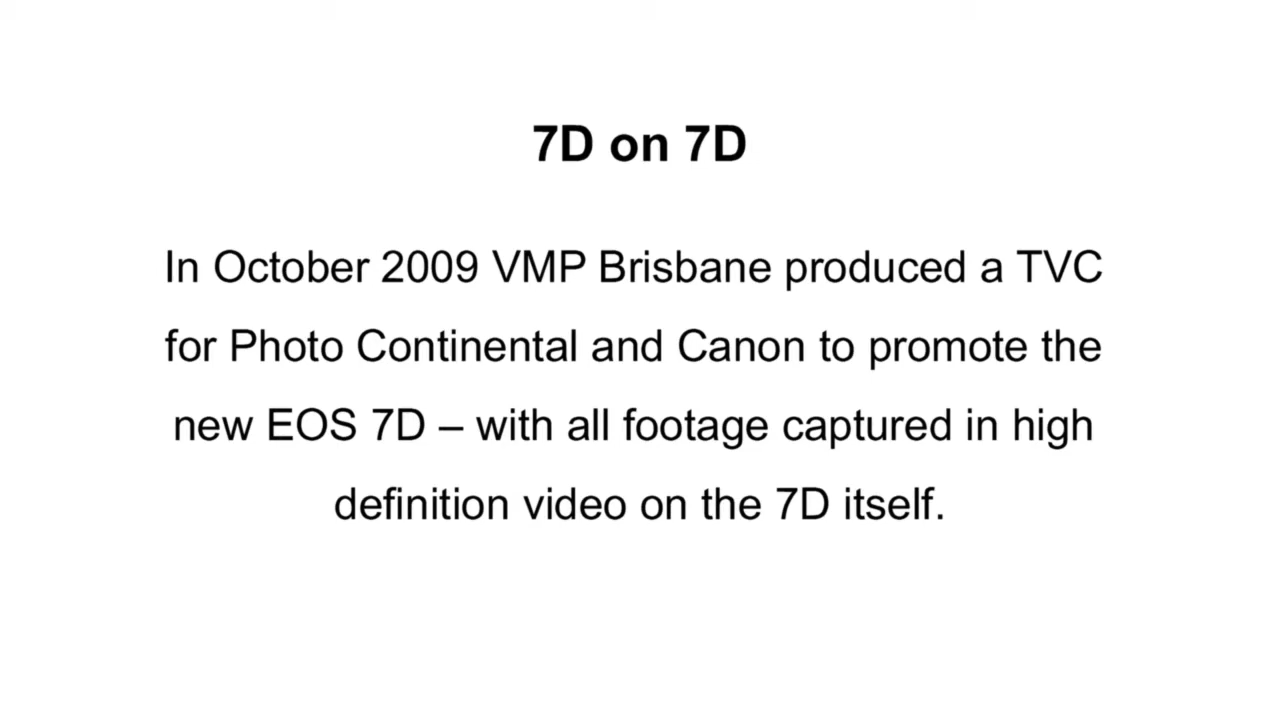 7D on 7D
In October 2009 VMP Brisbane produced a TVC
for Photo Continental and Canon to promote the
new EOS 7D – with all footage captured in high
definition video on the 7D itself.